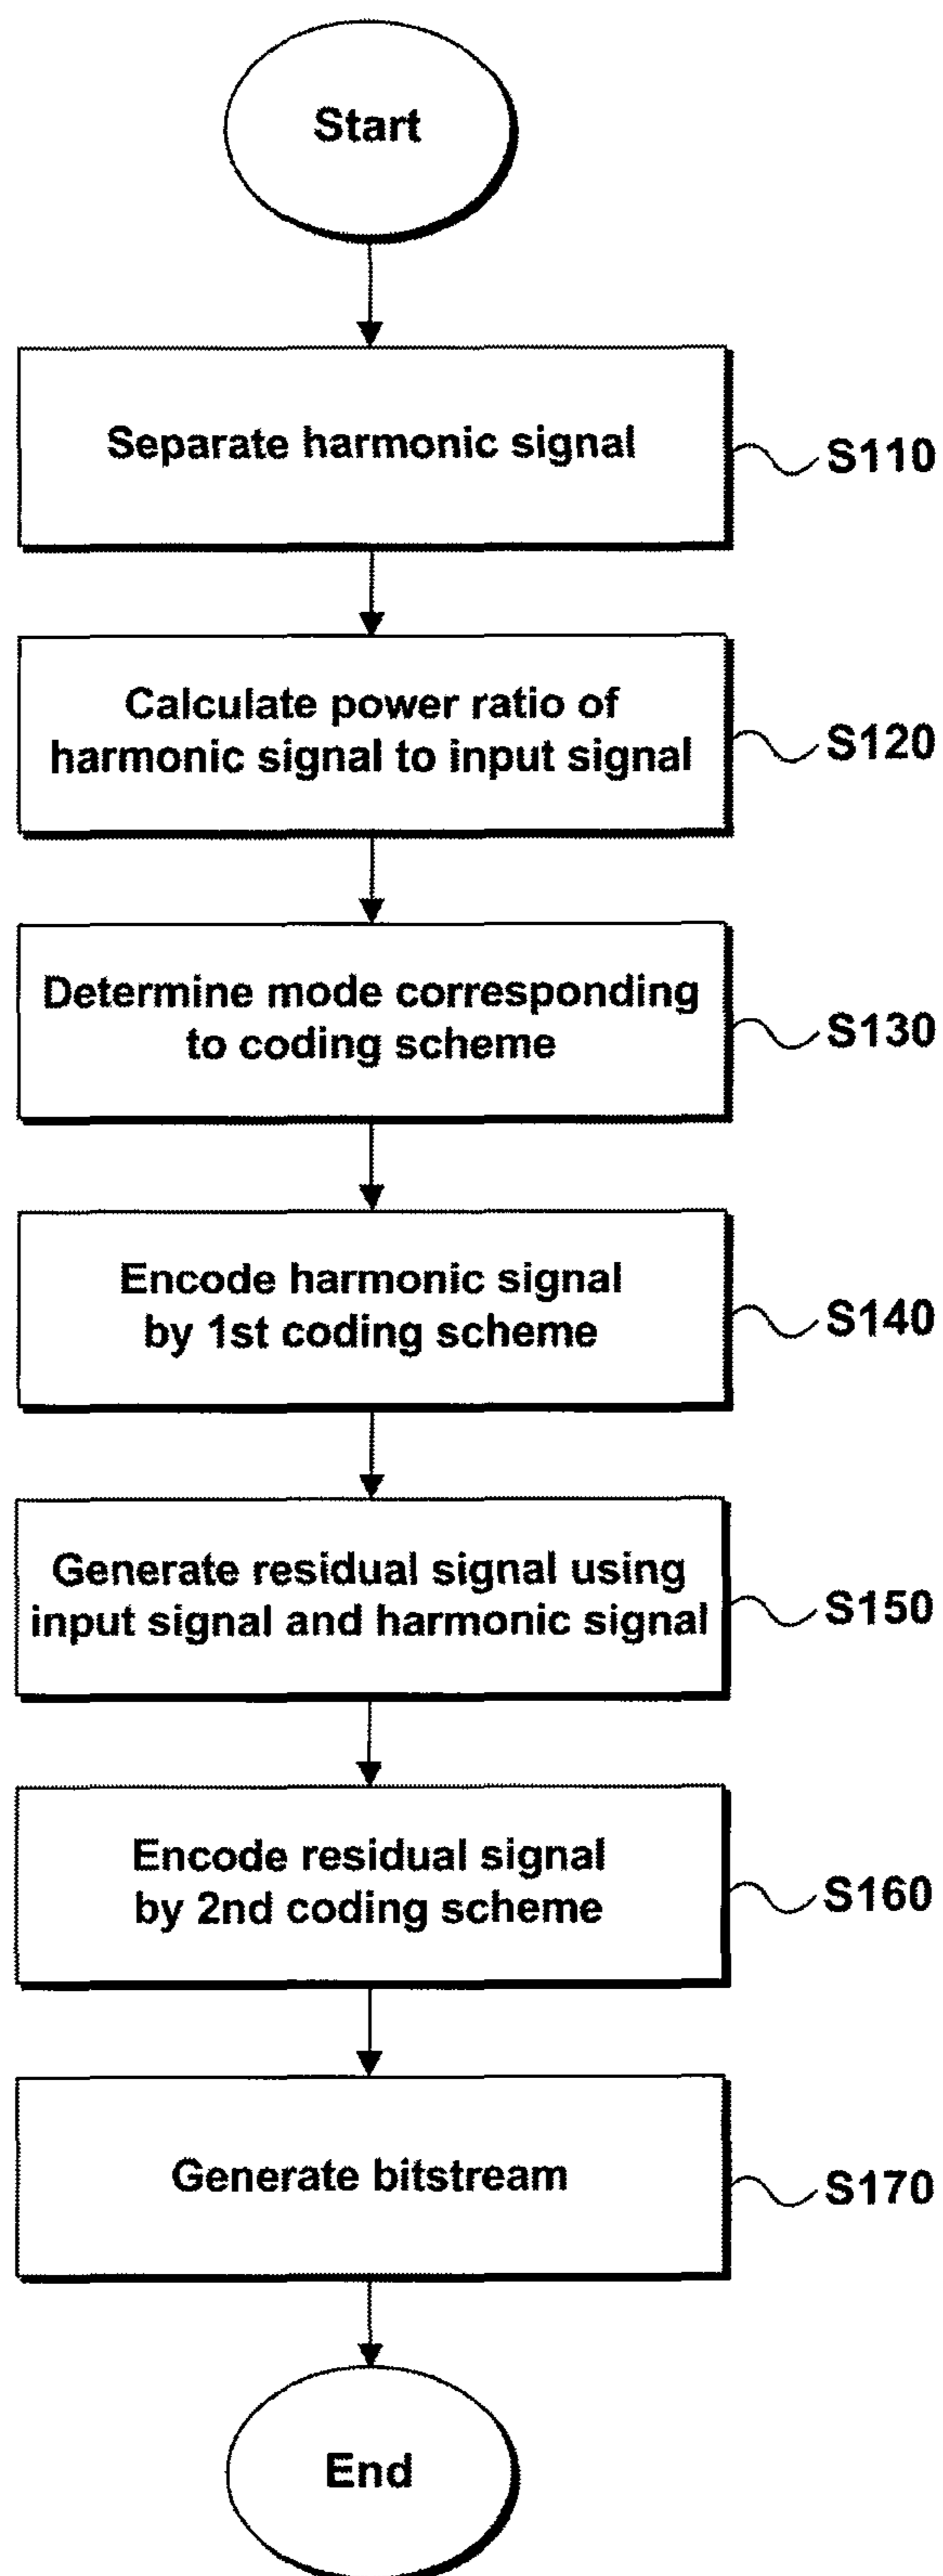 Start
Separate harmonic signal
S110
Calculate power ratio of
harmonic signal to input signal
S120
Determine mode corresponding
to coding scheme
S130
Encode harmonic signal
by 1st coding scheme
S140
Generate residual signal using
input signal and harmonic signal
S150
Encode residual signal
by 2nd coding scheme
S160
Generate bitstream
S170
End